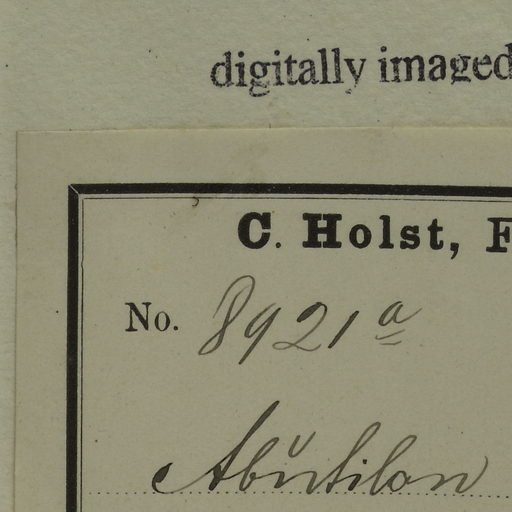 digitally imaged
C. Holst, F
No. 8921a
Abutilon